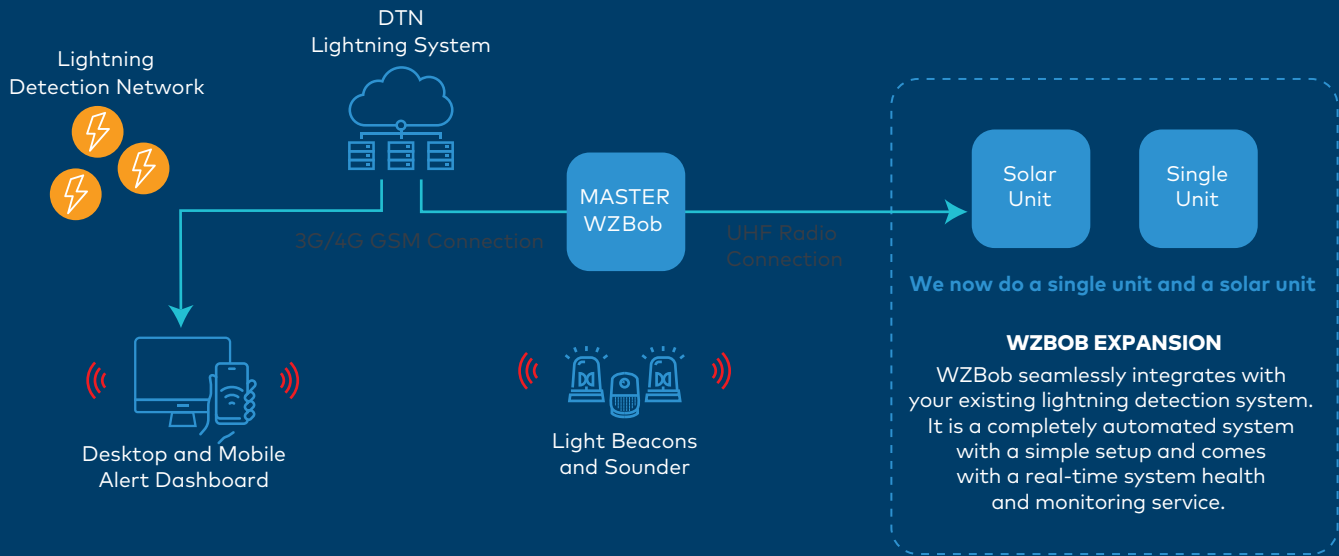 DTN
Lightning System
Lightning
Detection Network
MASTER
WZBob
3G/4G GSM Connection
UHF Radio
Connection
Solar
Unit
Single
Unit
We now do a single unit and a solar unit
WZBOB EXPANSION
WZBob seamlessly integrates with
your existing lightning detection system.
It is a completely automated system
with a simple setup and comes
with a real-time system health
and monitoring service.
Desktop and Mobile
Alert Dashboard
Light Beacons
and Sounder